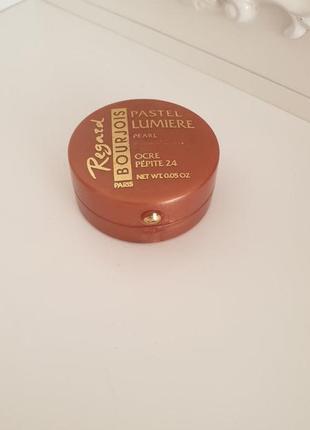 Regard
BOURJOIS
PARIS
PASTEL
LUMIERE
PEARL
OCRE
PÉPITE 24
NET WT. 0.05 OZ